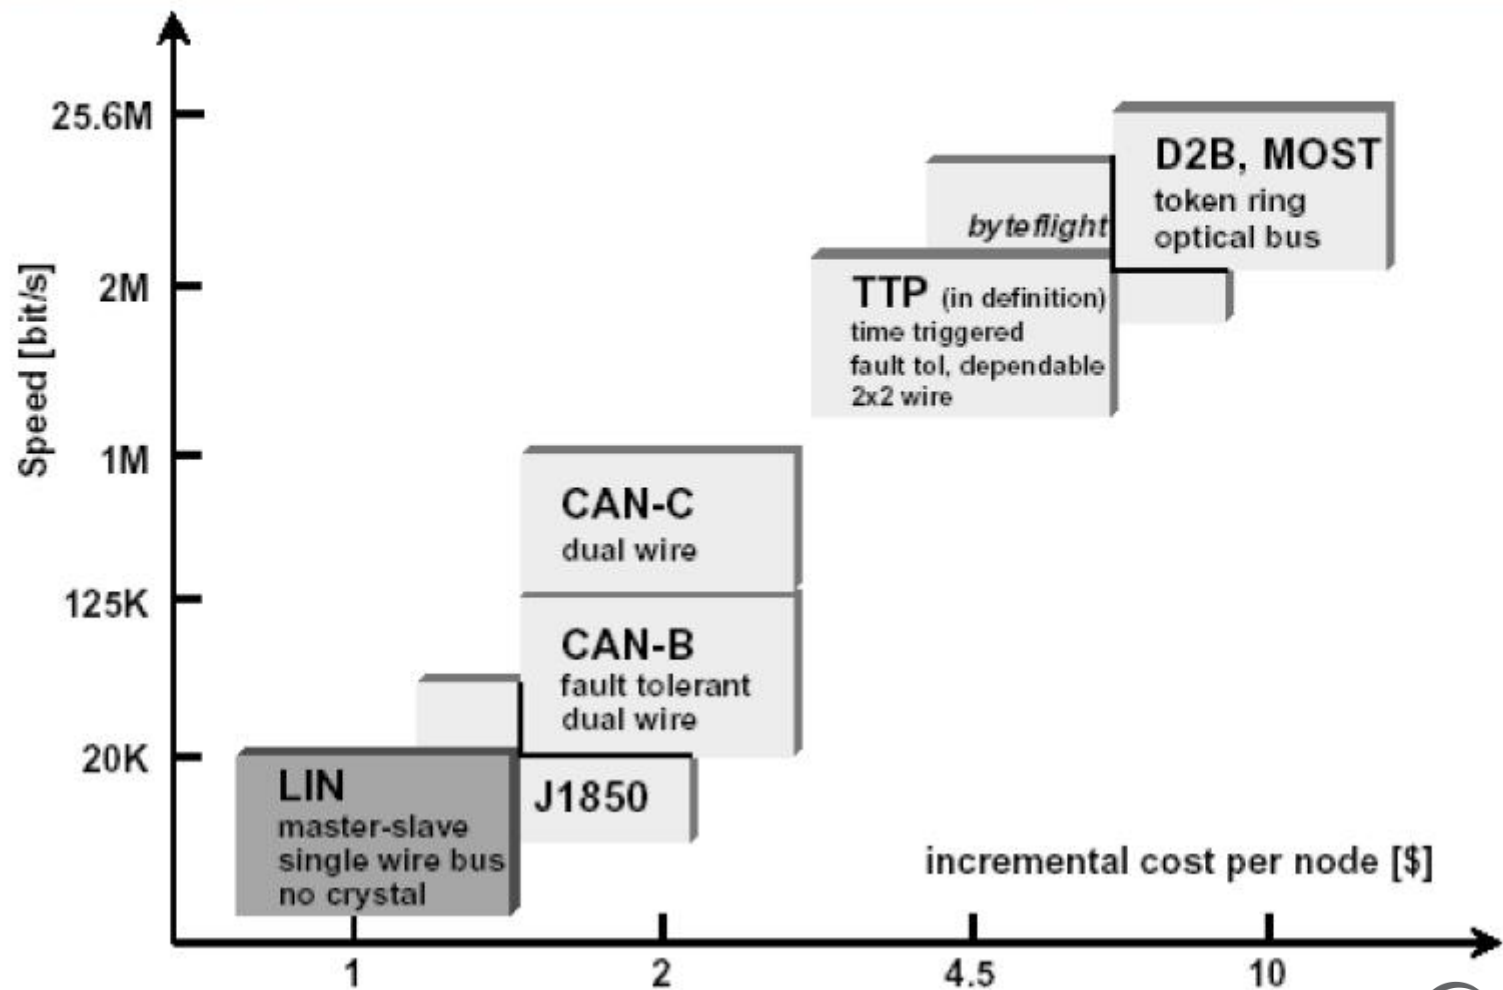 25.6M
D2B, MOST
token ring
optical bus
byteflight
2M
TTP (in definition)
time triggered
fault tol, dependable
2x2 wire
Speed [bit/s]
1M
CAN-C
dual wire
125K
CAN-B
fault tolerant
dual wire
20K
LIN
master-slave
single wire bus
no crystal
J1850
incremental cost per node [$]
1
2
4.5
10